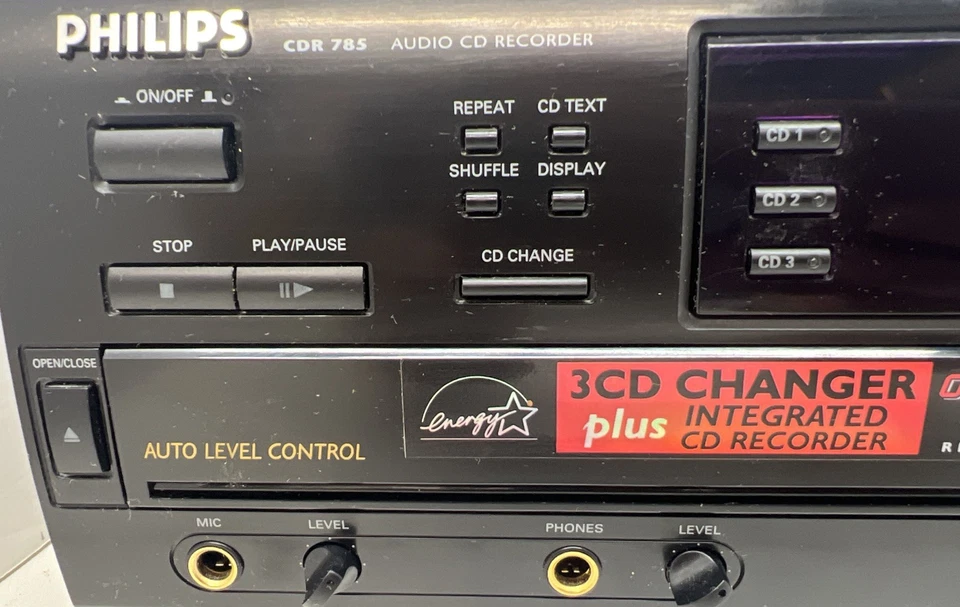 PHILIPS
CDR 785 AUDIO CD RECORDER
ON/OFF
REPEAT CD TEXT
SHUFFLE DISPLAY
CD 1
CD 2
CD 3
STOP PLAY/PAUSE
CD CHANGE
OPEN/CLOSE
AUTO LEVEL CONTROL
energy
3CD CHANGER
plus INTEGRATED
CD RECORDER
MIC LEVEL PHONES LEVEL